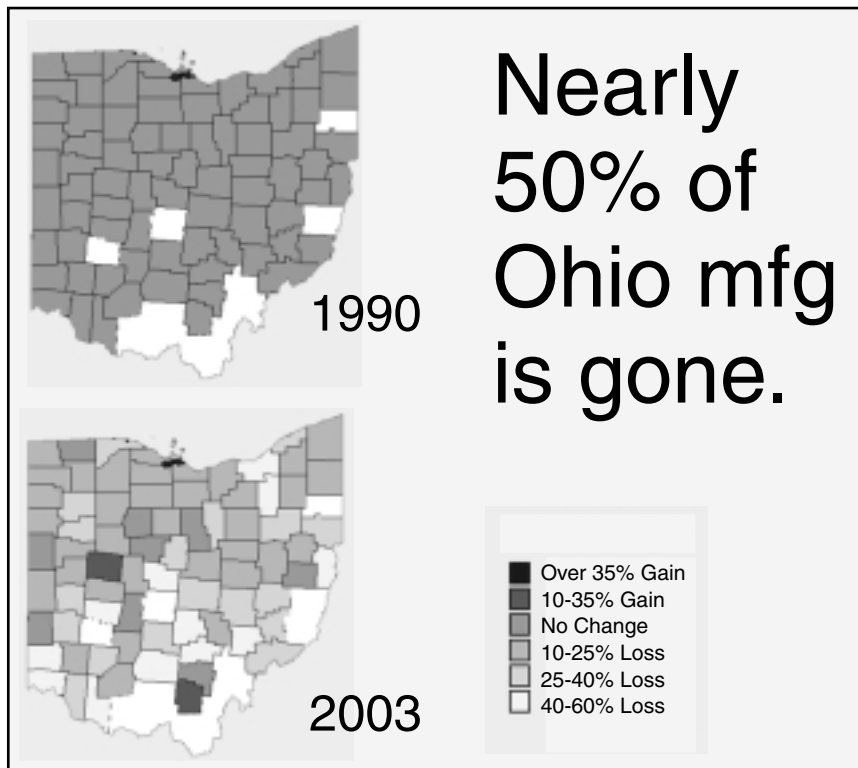 Nearly
50% of
Ohio mfg
is gone.
1990
2003
Over 35% Gain
10-35% Gain
No Change
10-25% Loss
25-40% Loss
40-60% Loss